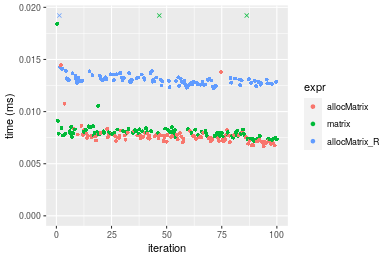 0.020
0.015
0.010
0.005
0.000
time (ms)
0
25
50
75
100
iteration
expr
allocMatrix
matrix
allocMatrix_R